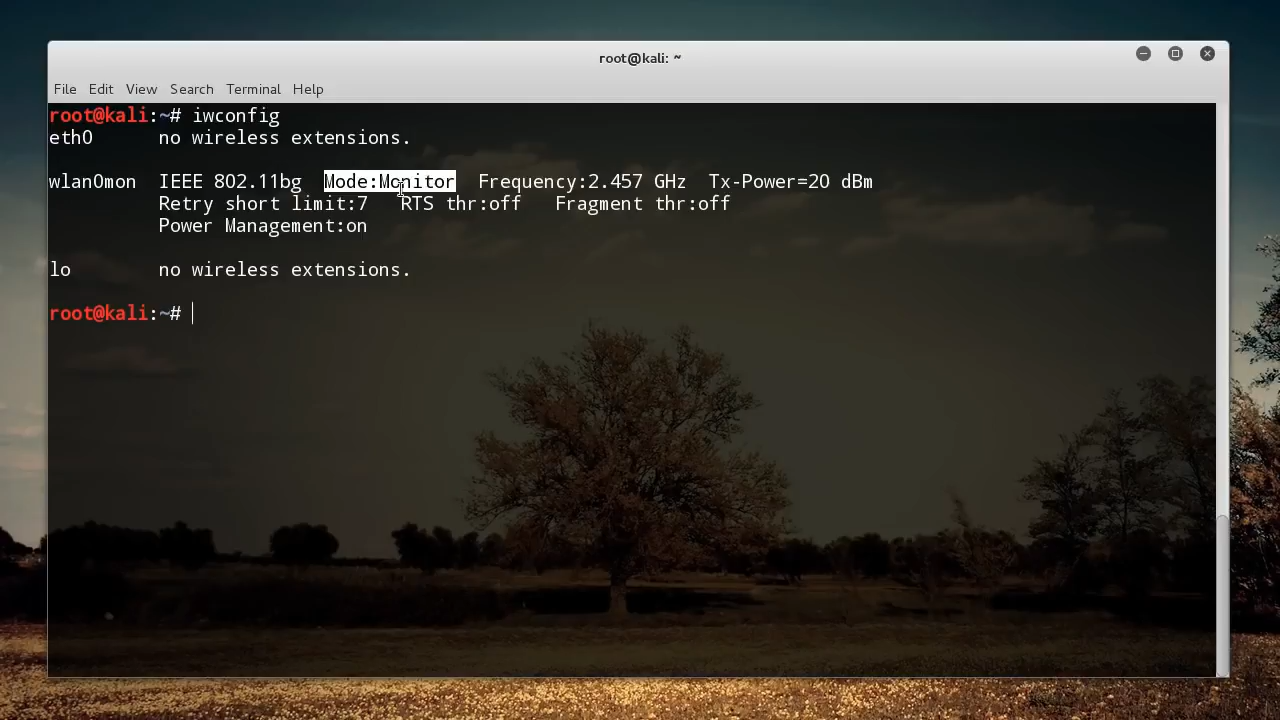 root@kali: ~
File Edit View Search Terminal Help
root@kali:~# iwconfig
eth0      no wireless extensions.
wlan0mon  IEEE 802.11bg  Mode:Monitor  Frequency:2.457 GHz  Tx-Power=20 dBm
          Retry short limit:7   RTS thr:off   Fragment thr:off
          Power Management:on
lo        no wireless extensions.
root@kali:~#